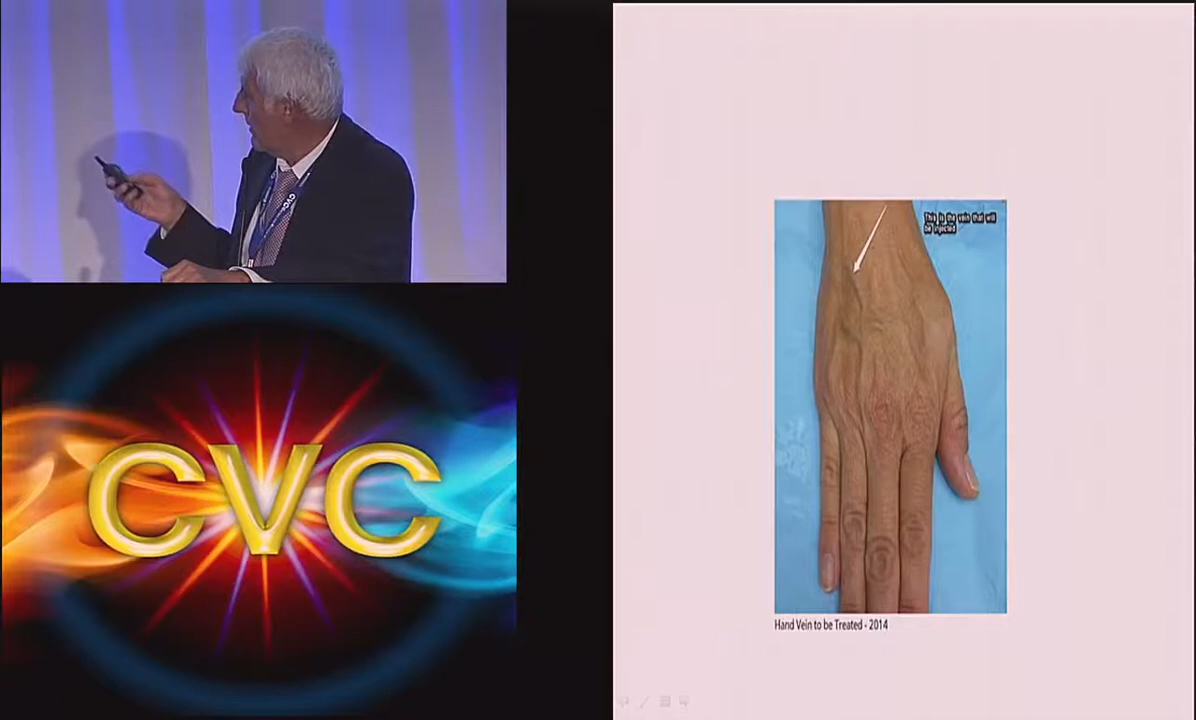 CVC
This is the vein that will
be injected
Hand Vein to be Treated - 2014